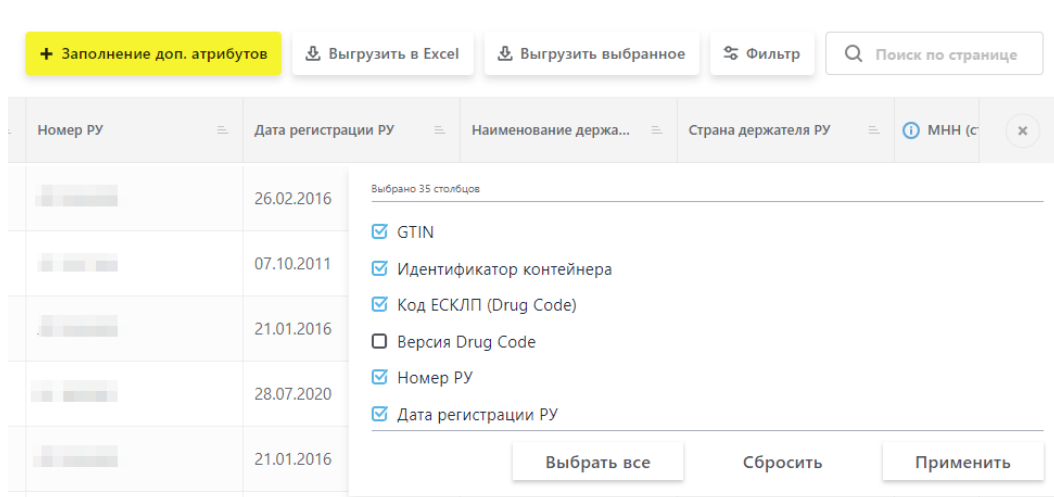 + Заполнение доп. атрибутов
Выгрузить в Excel
Выгрузить выбранное
Фильтр
Поиск по странице
Номер РУ
Дата регистрации РУ
Наименование держа...
Страна держателя РУ
МНН (с
26.02.2016
Выбрано 35 столбцов
GTIN
07.10.2011
Идентификатор контейнера
Код ЕСКЛП (Drug Code)
21.01.2016
Версия Drug Code
Номер РУ
28.07.2020
Дата регистрации РУ
21.01.2016
Выбрать все
Сбросить
Применить